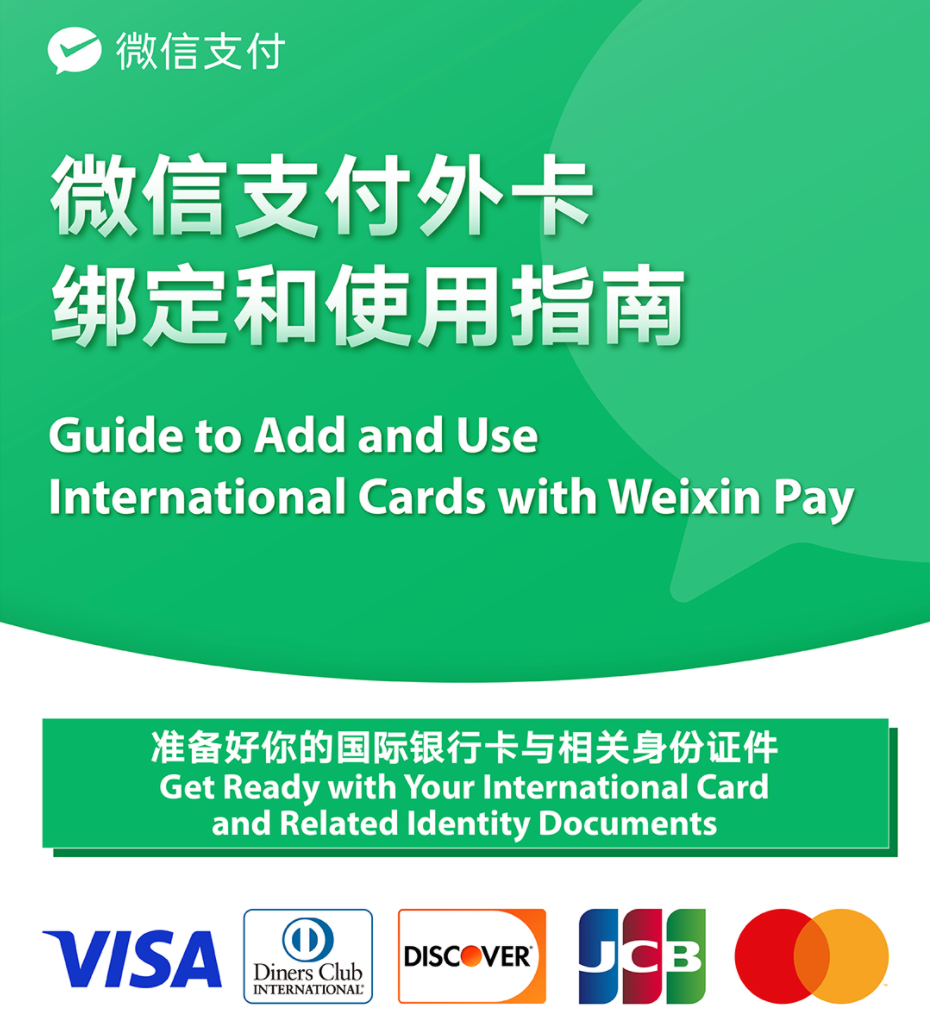 微信支付
微信支付外卡
绑定和使用指南
Guide to Add and Use
International Cards with Weixin Pay
准备好你的国际银行卡与相关身份证件
Get Ready with Your International Card
and Related Identity Documents
VISA
Diners Club
INTERNATIONAL®
DISCOVER®
JCB